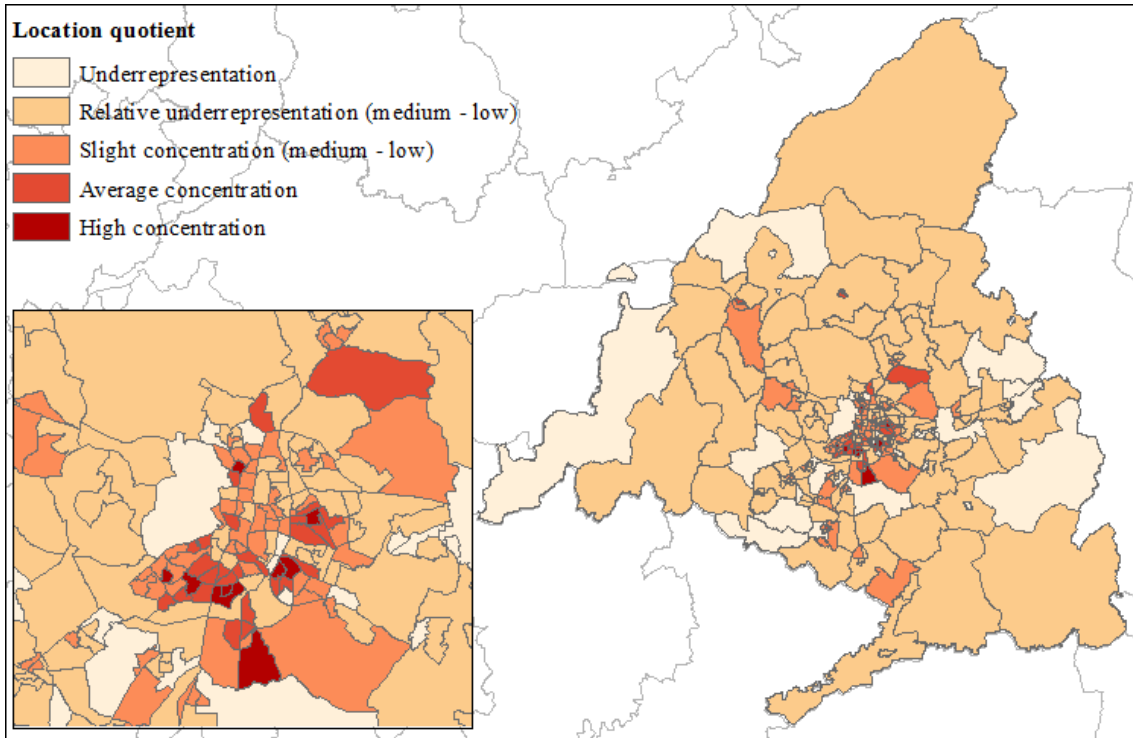 Location quotient
Underrepresentation
Relative underrepresentation (medium - low)
Slight concentration (medium - low)
Average concentration
High concentration